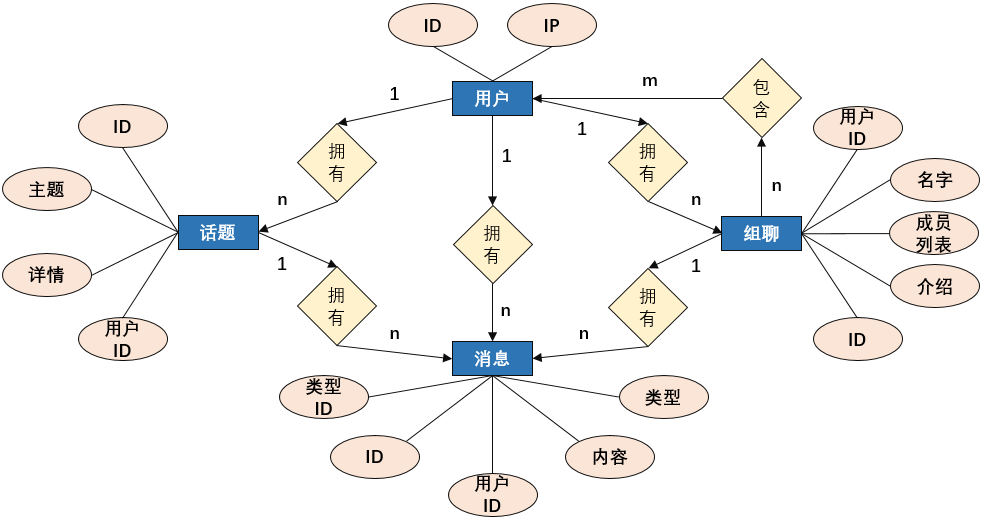 ID
IP
用户
m
包
含
1
1
1
ID
拥
有
拥
有
用户
ID
主题
n
n
n
名字
话题
拥
有
组聊
成员
列表
详情
1
1
拥
有
拥
有
介绍
用户
ID
n
n
n
ID
消息
类型
ID
类型
ID
内容
用户
ID